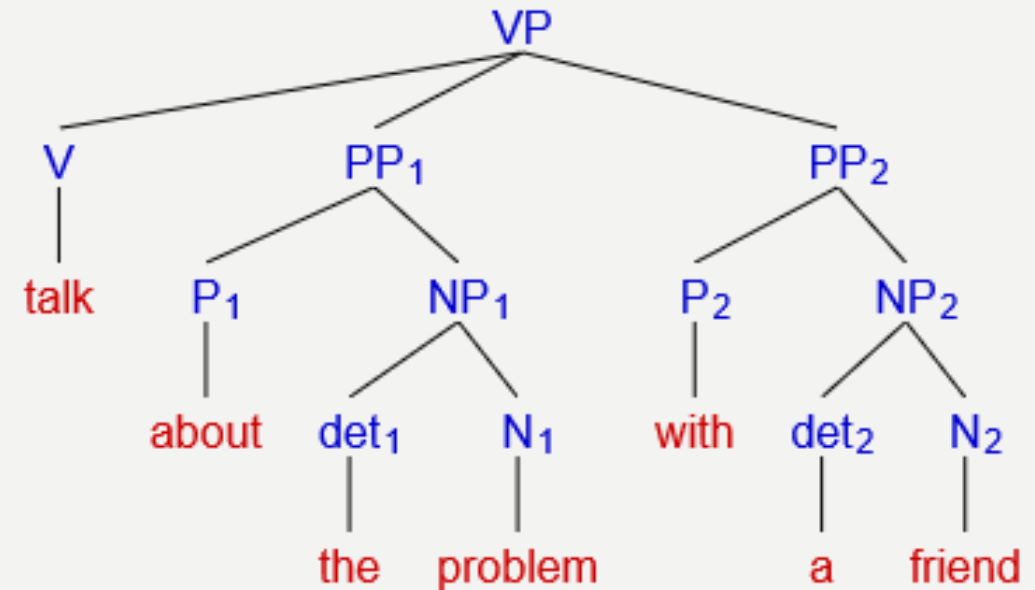 VP
V PP₁ PP₂
talk P₁ NP₁ P₂ NP₂
about det₁ N₁ with det₂ N₂
the problem a friend